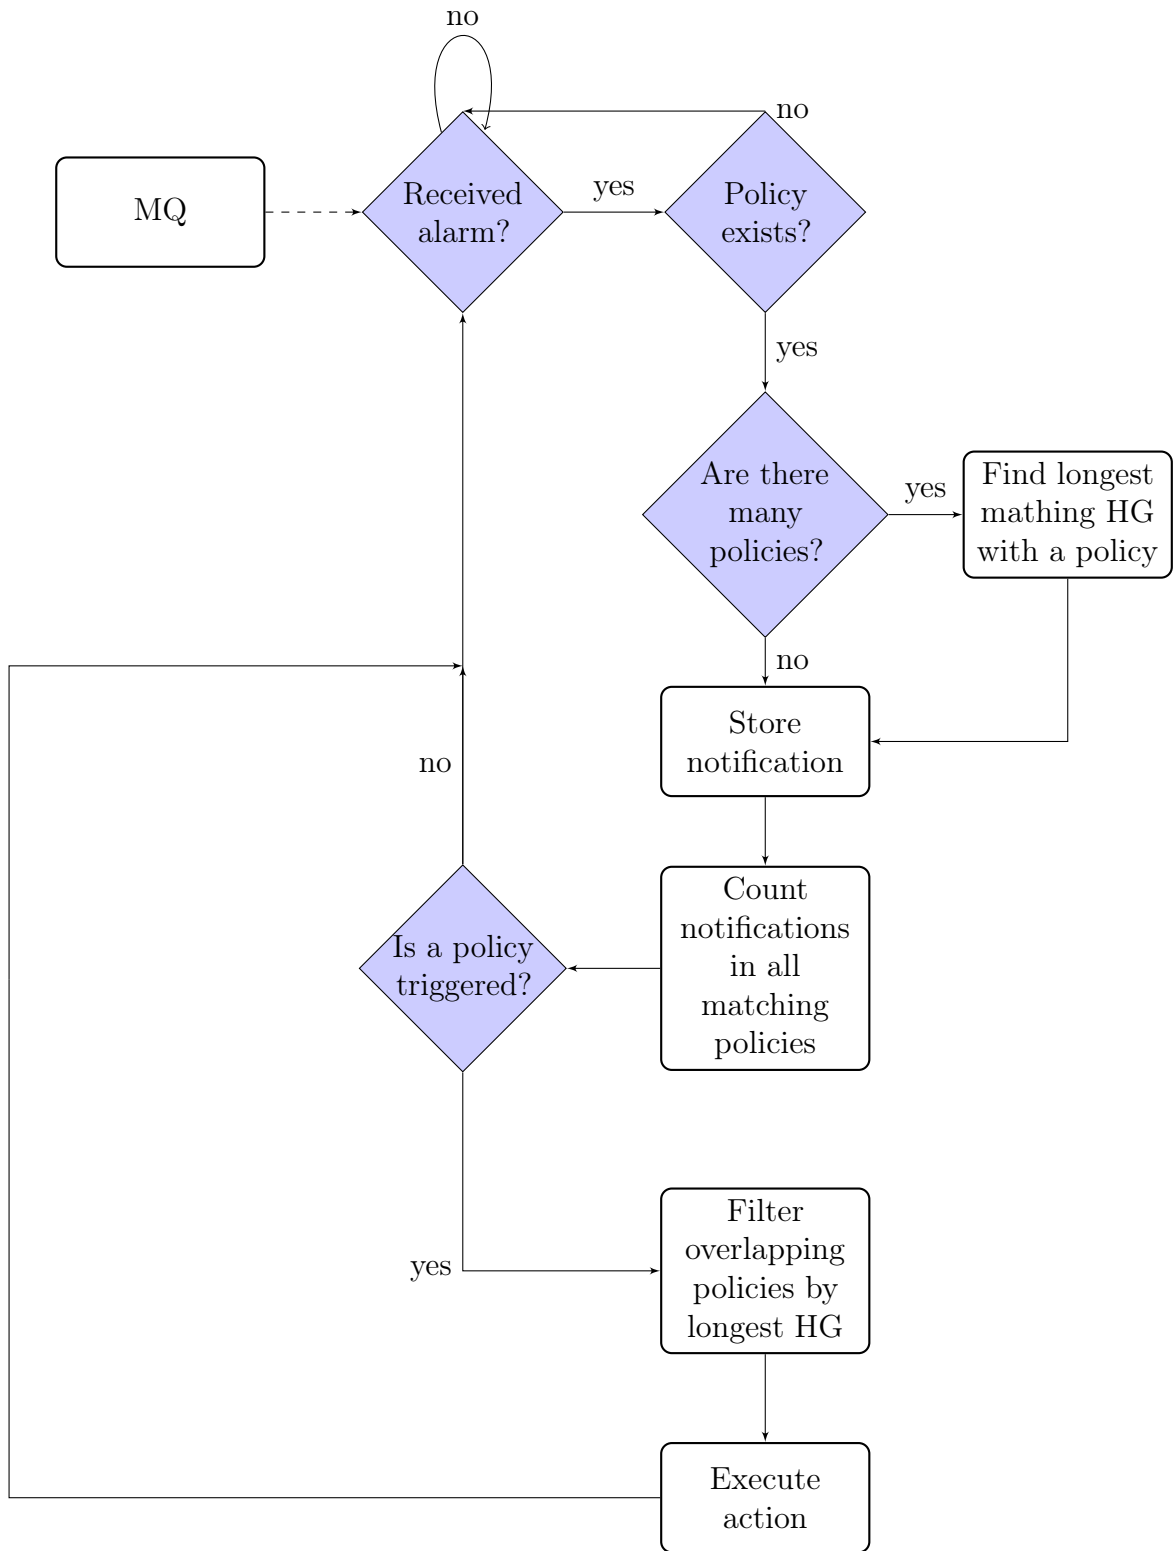 no
no
MQ
Received
alarm?
yes
Policy
exists?
yes
Are there
many
policies?
yes
Find longest
mathing HG
with a policy
no
Store
notification
no
Count
notifications
in all
matching
policies
Is a policy
triggered?
yes
Filter
overlapping
policies by
longest HG
Execute
action